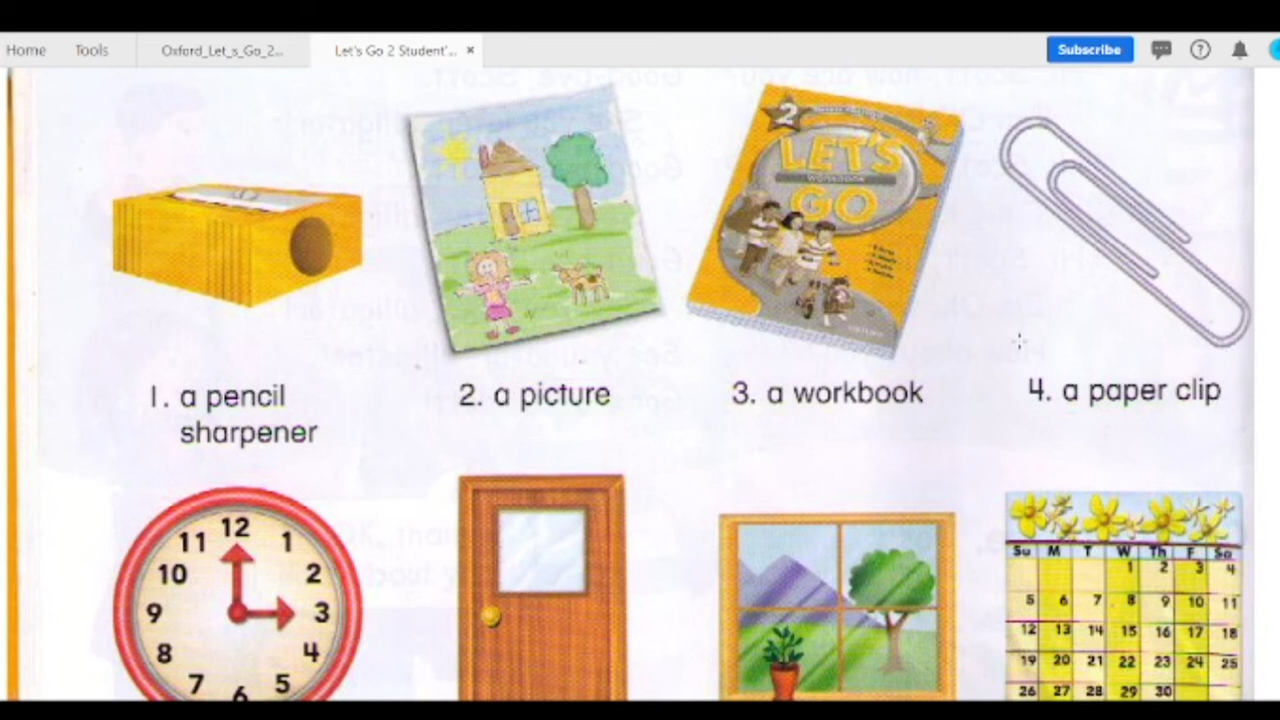 Home Tools Oxford_Let_s_Go_2... Let's Go 2 Student'... ×
Subscribe
2
LET'S
WORKBOOK
GO
1. a pencil
sharpener
2. a picture
3. a workbook
4. a paper clip
12
11 1
10 2
9 3
8 4
7 5
6
Su M T W Th F Sa
1 2 3 4
5 6 7 8 9 10 11
12 13 14 15 16 17 18
19 20 21 22 23 24 25
26 27 28 29 30